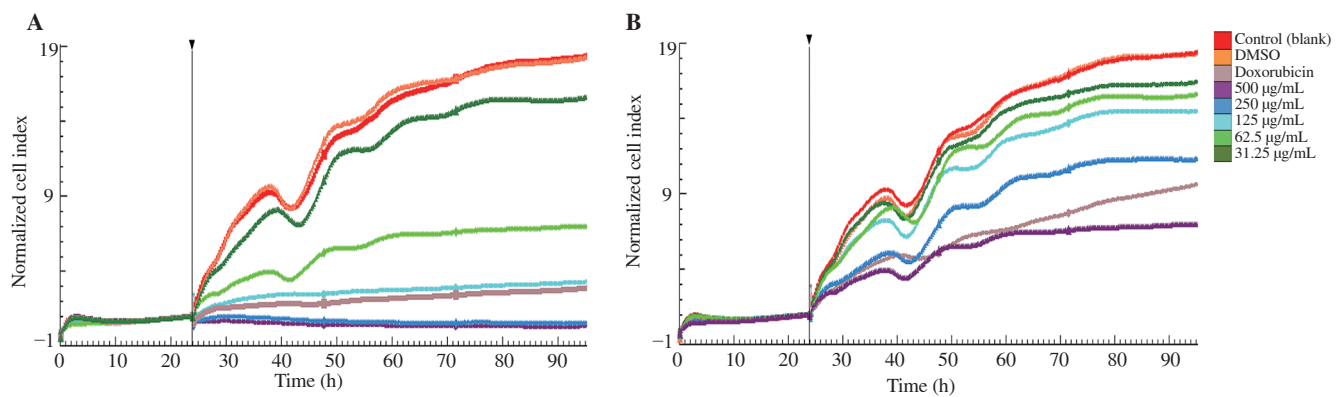 A
19
9
−1
Normalized cell index
0
10
20
30
40
50
60
70
80
90
Time (h)
B
19
9
−1
Normalized cell index
0
10
20
30
40
50
60
70
80
90
Time (h)
Control (blank)
DMSO
Doxorubicin
500 µg/mL
250 µg/mL
125 µg/mL
62.5 µg/mL
31.25 µg/mL